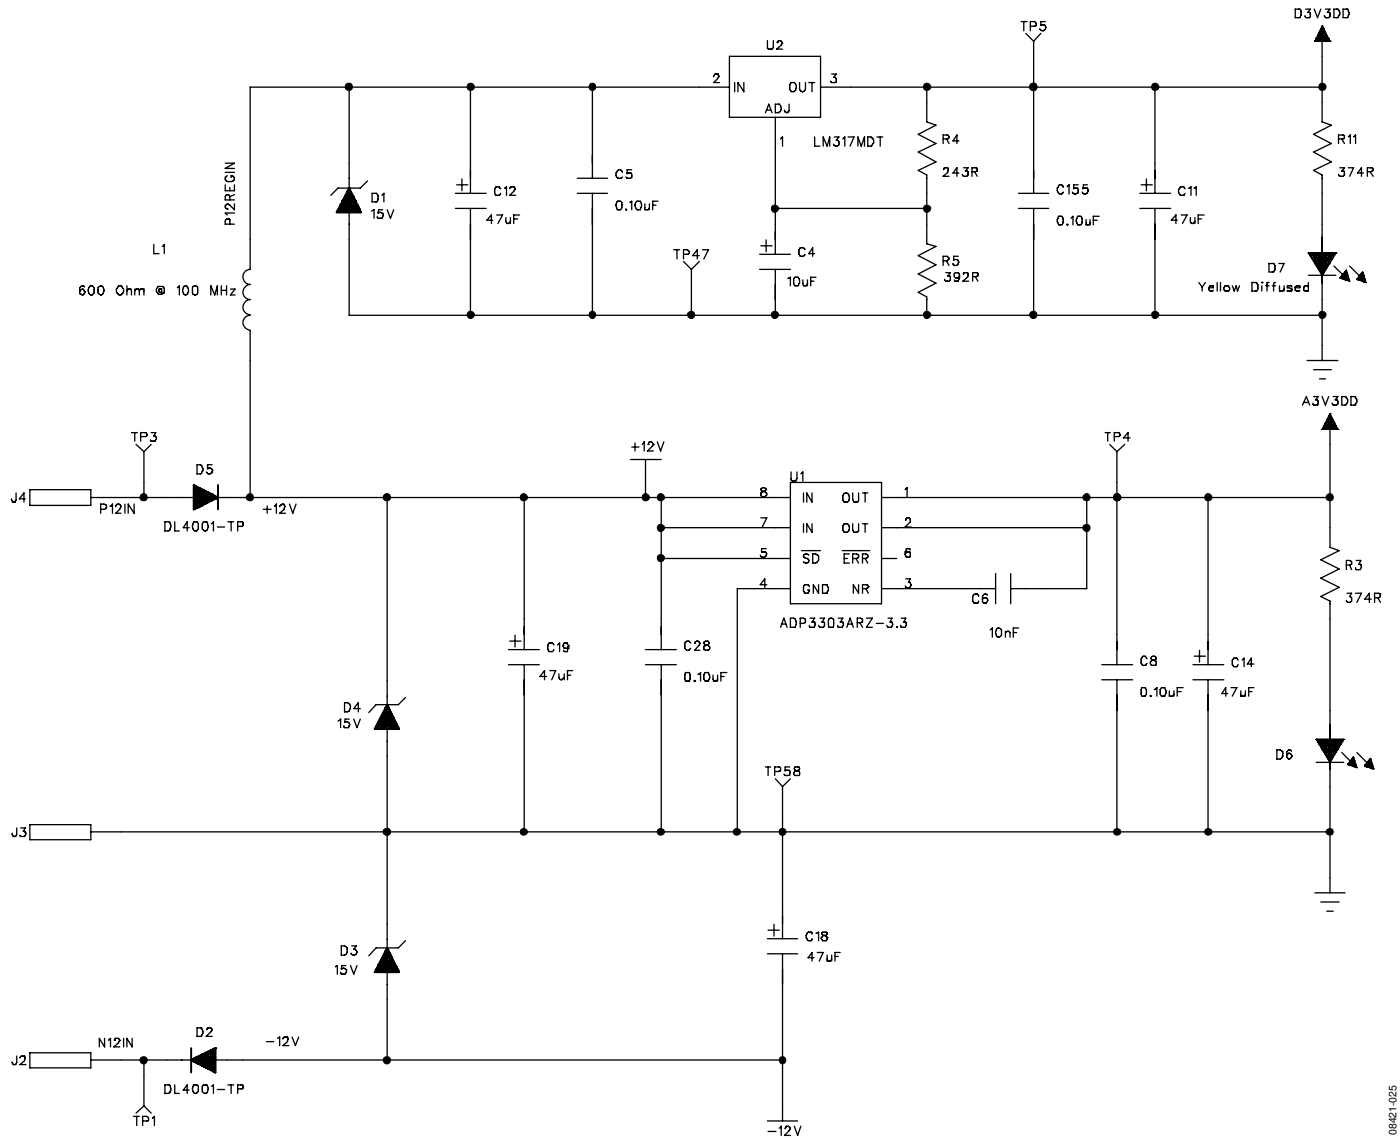 D3V3DD
TP5
U2
2
IN
OUT
3
ADJ
1
LM317MDT
R4
243R
R11
374R
P12REGIN
D1
15V
C12
47uF
C5
0.10uF
C155
0.10uF
C11
47uF
L1
600 Ohm @ 100 MHz
TP47
C4
10uF
R5
392R
D7
Yellow Diffused
A3V3DD
TP3
D5
+12V
TP4
U1
J4
P12IN
DL4001-TP
+12V
8
IN
OUT
1
7
IN
OUT
2
5
SD
ERR
6
4
GND
NR
3
C6
10nF
ADP3303ARZ-3.3
R3
374R
C19
47uF
C28
0.10uF
C8
0.10uF
C14
47uF
D4
15V
D6
TP58
J3
C18
47uF
D3
15V
N12IN
D2
-12V
J2
DL4001-TP
TP1
-12V
08421-025